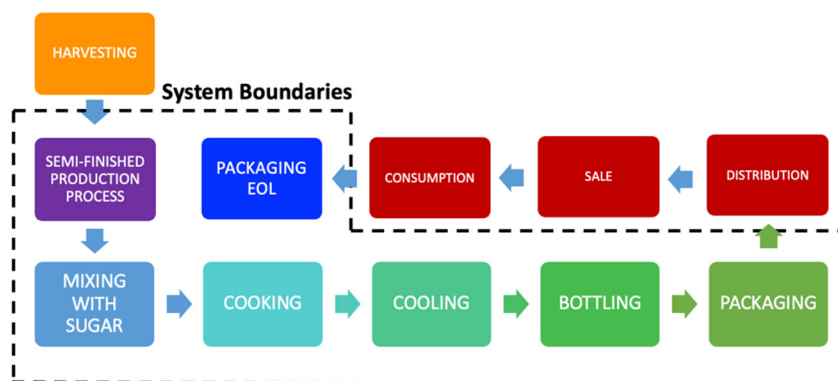 HARVESTING
System Boundaries
SEMI-FINISHED
PRODUCTION
PROCESS
PACKAGING
EOL
CONSUMPTION
SALE
DISTRIBUTION
MIXING
WITH
SUGAR
COOKING
COOLING
BOTTLING
PACKAGING